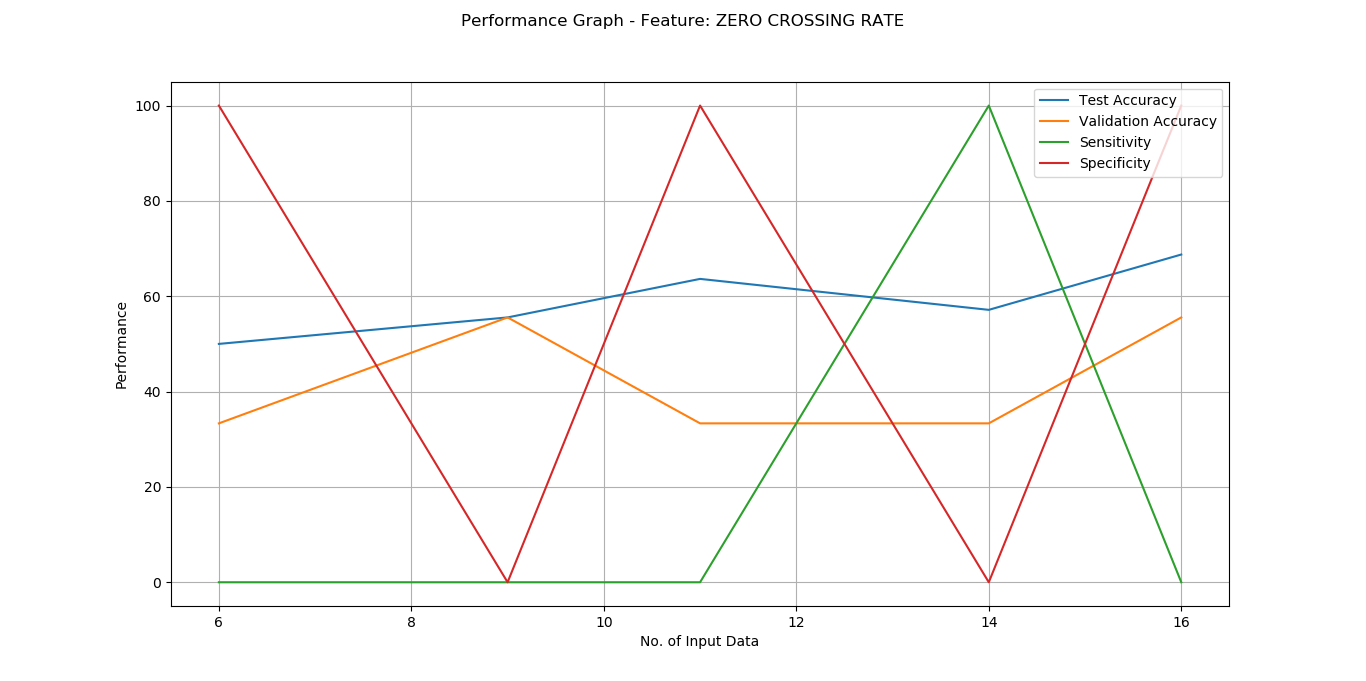 Performance Graph - Feature: ZERO CROSSING RATE
Test Accuracy
Validation Accuracy
Sensitivity
Specificity
100
80
60
40
20
0
Performance
6
8
10
12
14
16
No. of Input Data